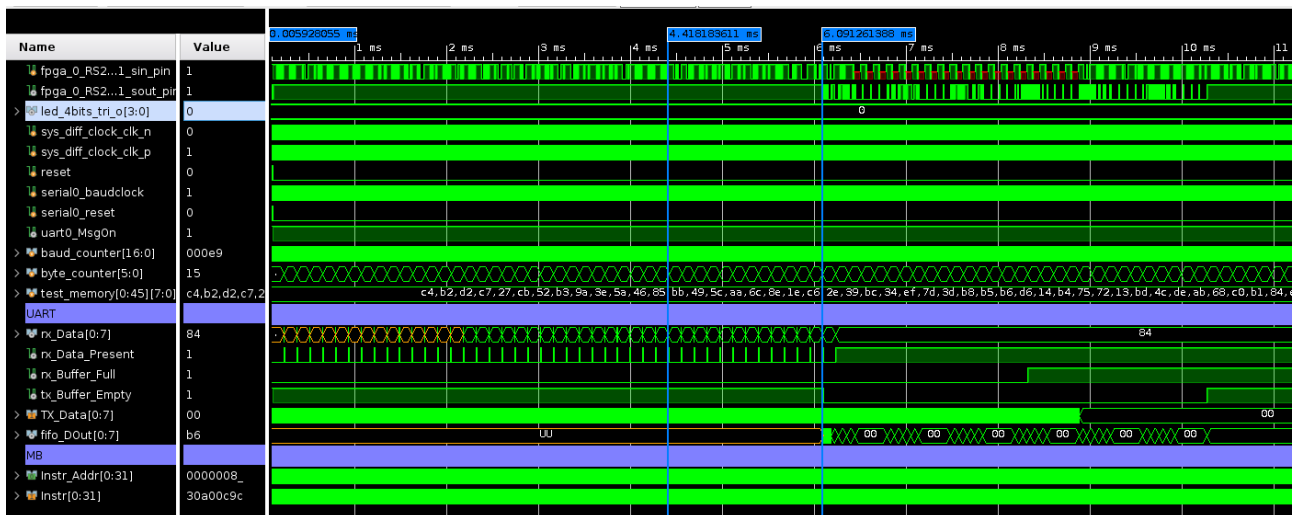 0.005928055 ms 4.418183611 ms 6.091261388 ms
Name Value
1 ms 2 ms 3 ms 4 ms 5 ms 6 ms 7 ms 8 ms 9 ms 10 ms 11
fpga_0_RS2...1_sin_pin 1
fpga_0_RS2...1_sout_pin 1
led_4bits_tri_o[3:0] 0 0
sys_diff_clock_clk_n 0
sys_diff_clock_clk_p 1
reset 0
serial0_baudclock 1
serial0_reset 0
uart0_MsgOn 1
baud_counter[16:0] 000e9
byte_counter[5:0] 15
test_memory[0:45][7:0] c4,b2,d2,c7,2 c4,b2,d2,c7,27,cb,52,b3,9a,3e,5a,46,85,bb,49,5c,aa,6c,8e,1e,c6,2e,39,bc,34,ef,7d,3d,b8,b5,b6,d6,14,b4,75,72,13,bd,4c,de,ab,68,c0,b1,84,e
UART
rx_Data[0:7] 84 84
rx_Data_Present 1
rx_Buffer_Full 1
tx_Buffer_Empty 1
TX_Data[0:7] 00 00
fifo_DOut[0:7] b6 UU 00 00 00 00 00 00
MB
Instr_Addr[0:31] 0000008_
Instr[0:31] 30a00c9c